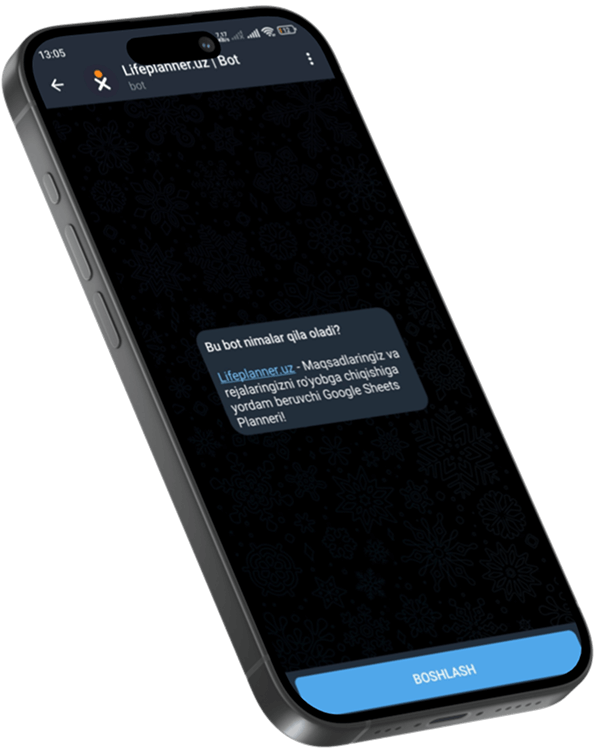 13:05
Lifeplanner.uz | Bot
bot
Bu bot nimalar qila oladi?
Lifeplanner.uz - Maqsadlaringiz va
rejalaringizni ro'yobga chiqishiga
yordam beruvchi Google Sheets
Planneri!
BOSHLASH